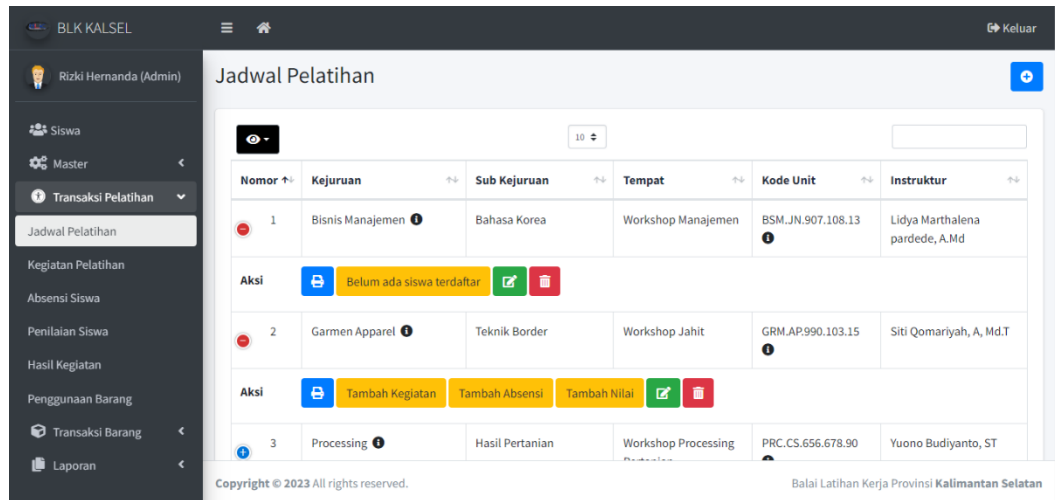 BLK KALSEL
Keluar
Rizki Hernanda (Admin)
Siswa
Master
Transaksi Pelatihan
Jadwal Pelatihan
Kegiatan Pelatihan
Absensi Siswa
Penilaian Siswa
Hasil Kegiatan
Penggunaan Barang
Transaksi Barang
Laporan
Jadwal Pelatihan
10
Nomor Kejuruan Sub Kejuruan Tempat Kode Unit Instruktur
1 Bisnis Manajemen Bahasa Korea Workshop Manajemen BSM.JN.907.108.13 Lidya Marthalena
pardede, A.Md
Aksi Belum ada siswa terdaftar
2 Garmen Apparel Teknik Border Workshop Jahit GRM.AP.990.103.15 Siti Qomariyah, A, Md.T
Aksi Tambah Kegiatan Tambah Absensi Tambah Nilai
3 Processing Hasil Pertanian Workshop Processing PRC.CS.656.678.90 Yuono Budiyanto, ST
Copyright © 2023 All rights reserved.
Balai Latihan Kerja Provinsi Kalimantan Selatan